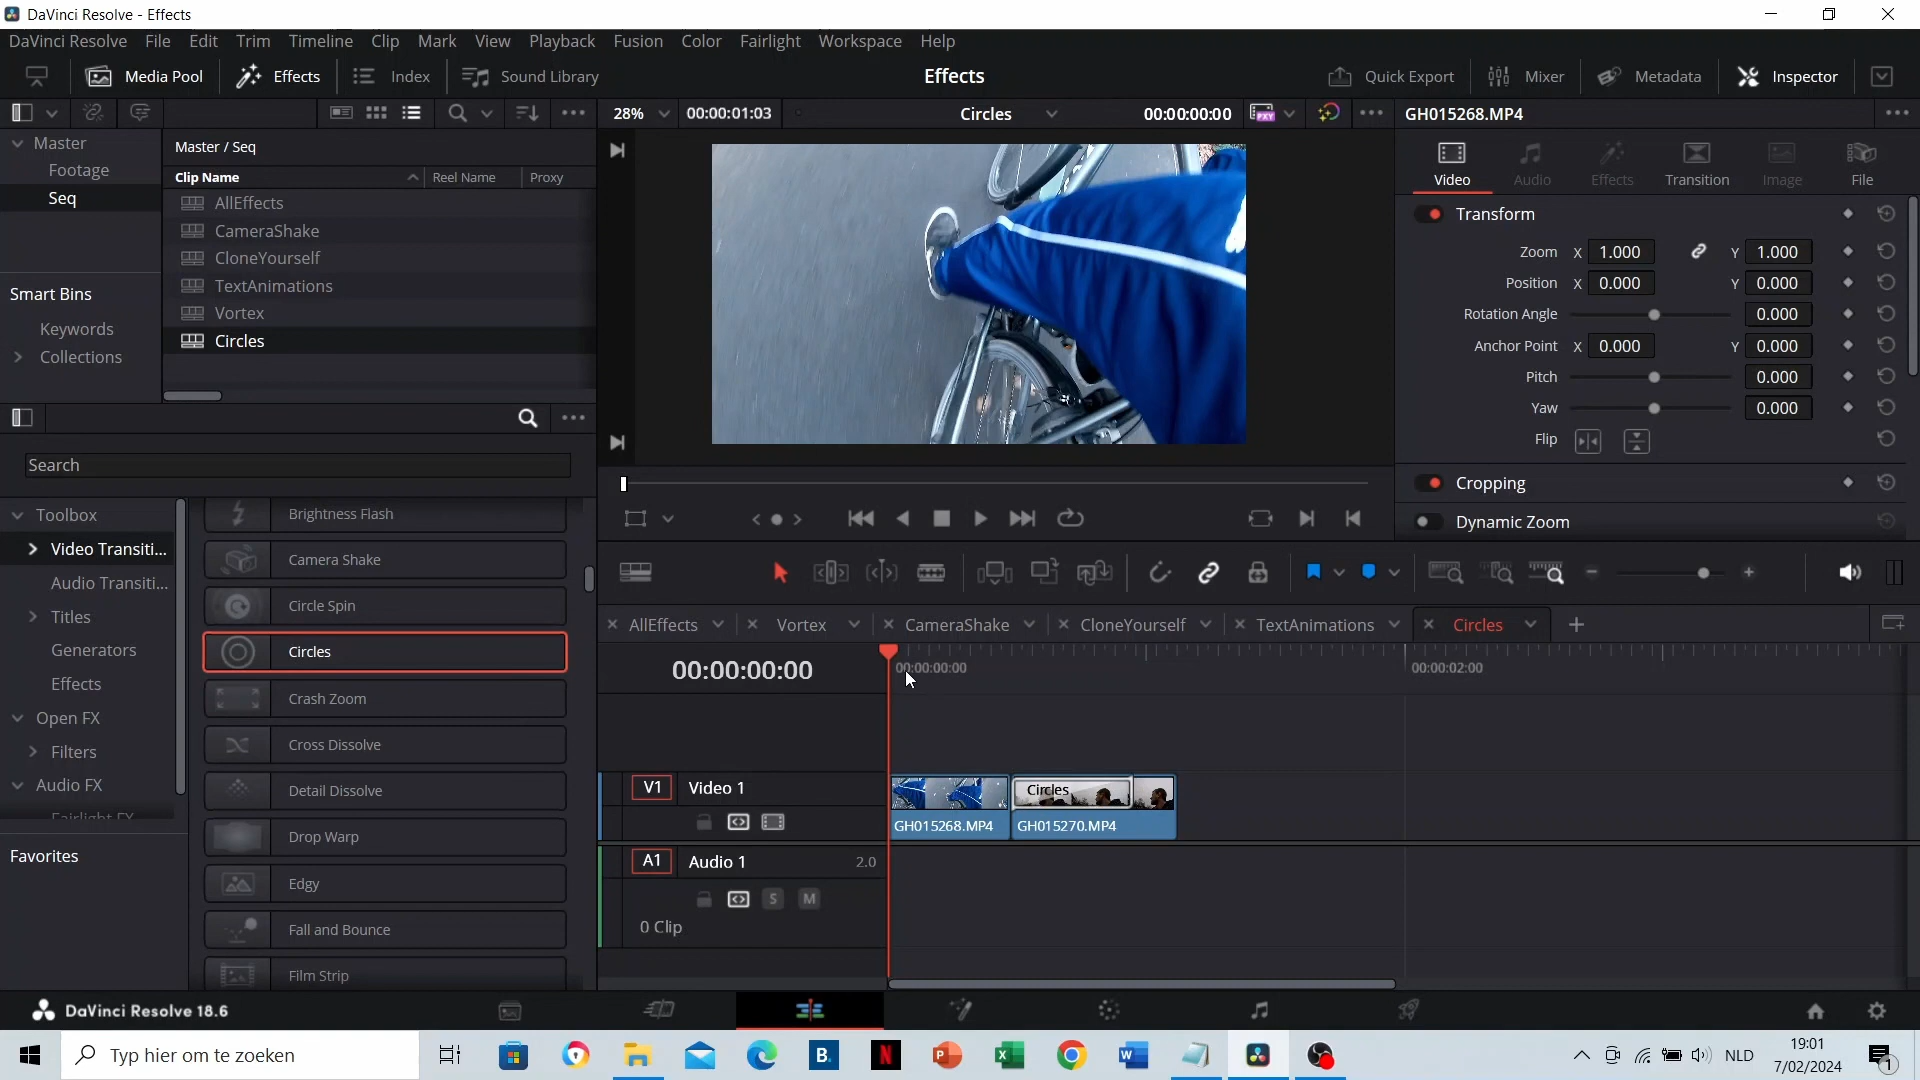 DaVinci Resolve - Effects
DaVinci Resolve File Edit Trim Timeline Clip Mark View Playback Fusion Color Fairlight Workspace Help
Media Pool Effects Index Sound Library Effects Quick Export Mixer Metadata Inspector
28% 00:00:01:03 Circles 00:00:00:00 PXY GH015268.MP4
Master
Footage
Seq
Master / Seq
Clip Name Reel Name Proxy
AllEffects
CameraShake
CloneYourself
TextAnimations
Vortex
Circles
Smart Bins
Keywords
Collections
Video Audio Effects Transition Image File
Transform
Zoom X 1.000 Y 1.000
Position X 0.000 Y 0.000
Rotation Angle 0.000
Anchor Point X 0.000 Y 0.000
Pitch 0.000
Yaw 0.000
Flip
Cropping
Dynamic Zoom
Search
Toolbox
Video Transiti...
Audio Transiti...
Titles
Generators
Effects
Open FX
Filters
Audio FX
Fairlight FX
Favorites
Brightness Flash
Camera Shake
Circle Spin
Circles
Crash Zoom
Cross Dissolve
Detail Dissolve
Drop Warp
Edgy
Fall and Bounce
Film Strip
AllEffects Vortex CameraShake CloneYourself TextAnimations Circles
00:00:00:00 00:00:00:00 00:00:02:00
V1 Video 1
Circles
GH015268.MP4 GH015270.MP4
A1 Audio 1 2.0
S M
0 Clip
DaVinci Resolve 18.6
Typ hier om te zoeken
B.
N
P
X
W
NLD
19:01
7/02/2024
1